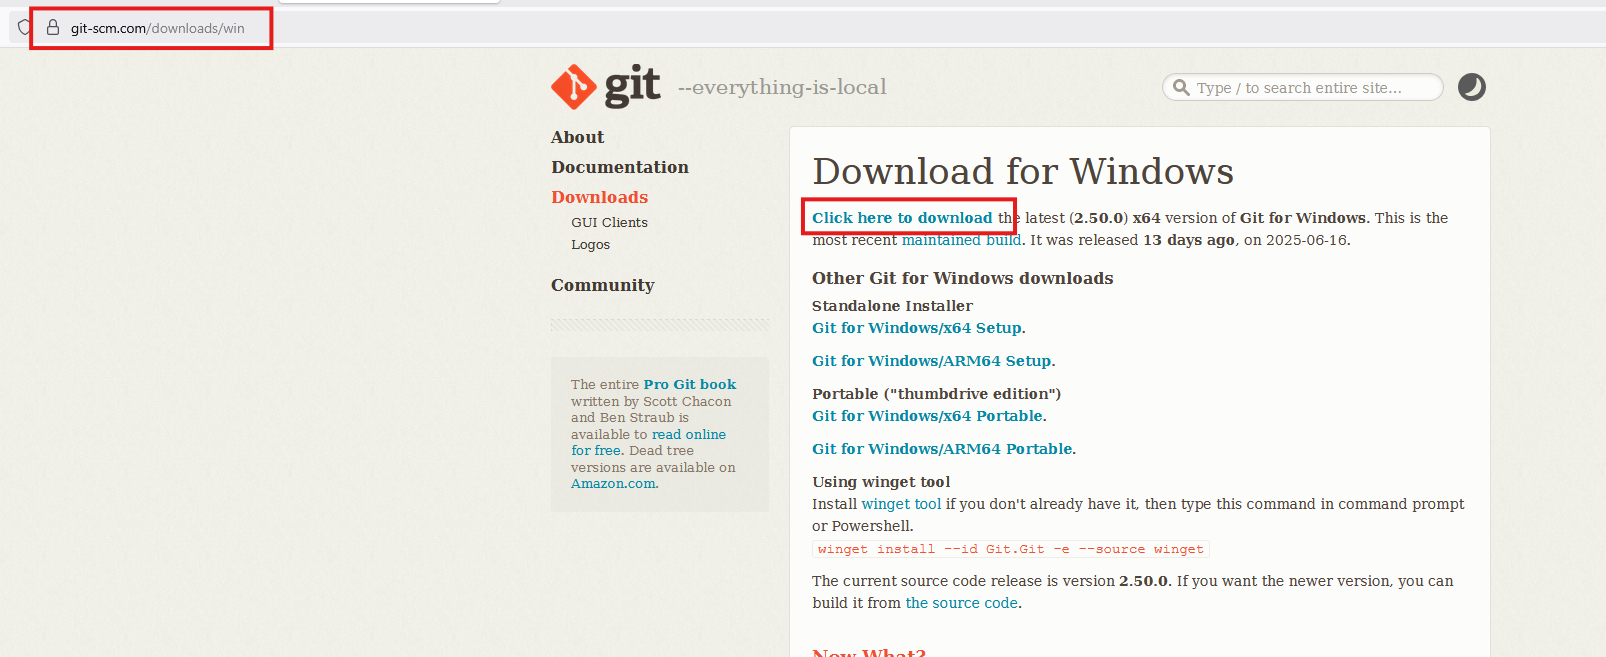 git-scm.com/downloads/win
git --everything-is-local
Type / to search entire site...
About
Documentation
Downloads
GUI Clients
Logos
Community
The entire Pro Git book
written by Scott Chacon
and Ben Straub is
available to read online
for free. Dead tree
versions are available on
Amazon.com.
Download for Windows
Click here to download the latest (2.50.0) x64 version of Git for Windows. This is the
most recent maintained build. It was released 13 days ago, on 2025-06-16.
Other Git for Windows downloads
Standalone Installer
Git for Windows/x64 Setup.
Git for Windows/ARM64 Setup.
Portable ("thumbdrive edition")
Git for Windows/x64 Portable.
Git for Windows/ARM64 Portable.
Using winget tool
Install winget tool if you don't already have it, then type this command in command prompt
or Powershell.
winget install --id Git.Git -e --source winget
The current source code release is version 2.50.0. If you want the newer version, you can
build it from the source code.
Now What?